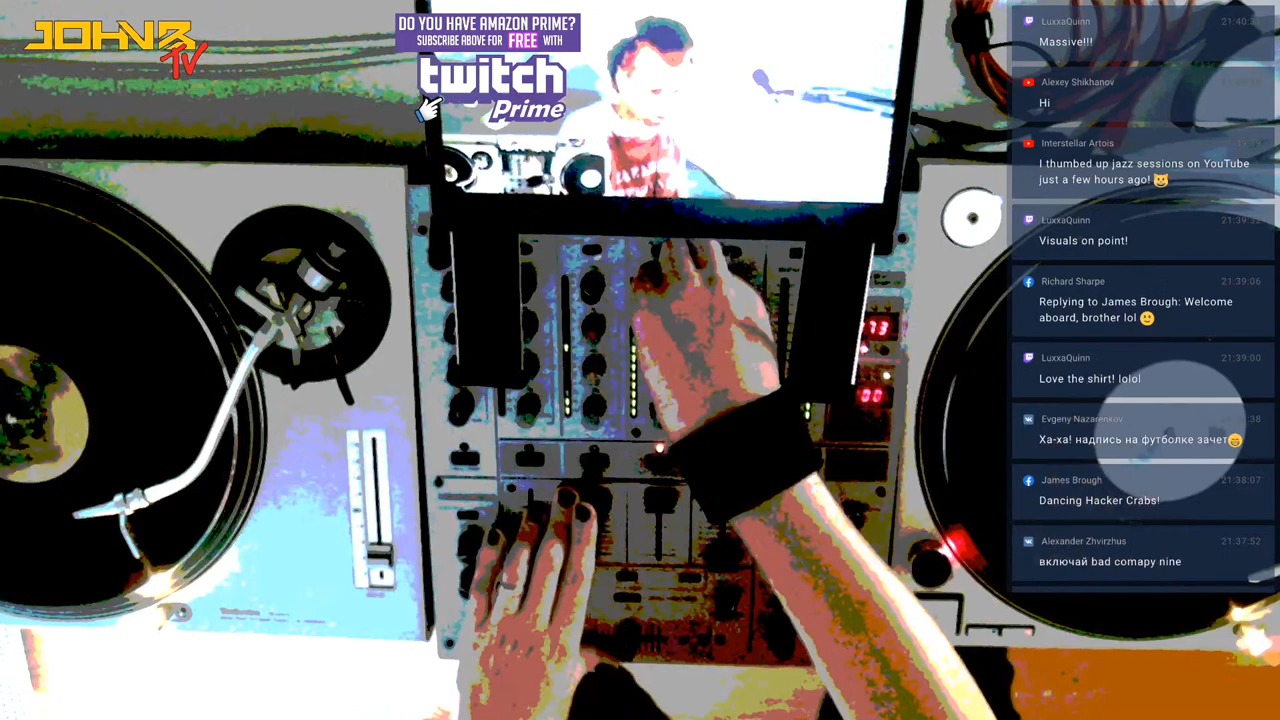 JOHN B
TV
DO YOU HAVE AMAZON PRIME?
SUBSCRIBE ABOVE FOR FREE WITH
twitch
Prime
LuxxaQuinn
Massive!!!
Alexey Shikhanov
Hi
Interstellar Artois
I thumbed up jazz sessions on YouTube
just a few hours ago! 😺
LuxxaQuinn
Visuals on point!
Richard Sharpe 21:39:06
Replying to James Brough: Welcome
aboard, brother lol 🙂
LuxxaQuinn 21:39:00
Love the shirt! lolol
Evgeny Nazarenkov
Ха-ха! надпись на футболке зачет😁
James Brough 21:38:07
Dancing Hacker Crabs!
Alexander Zhvirzhus 21:37:52
включай bad comapy nine
73
00